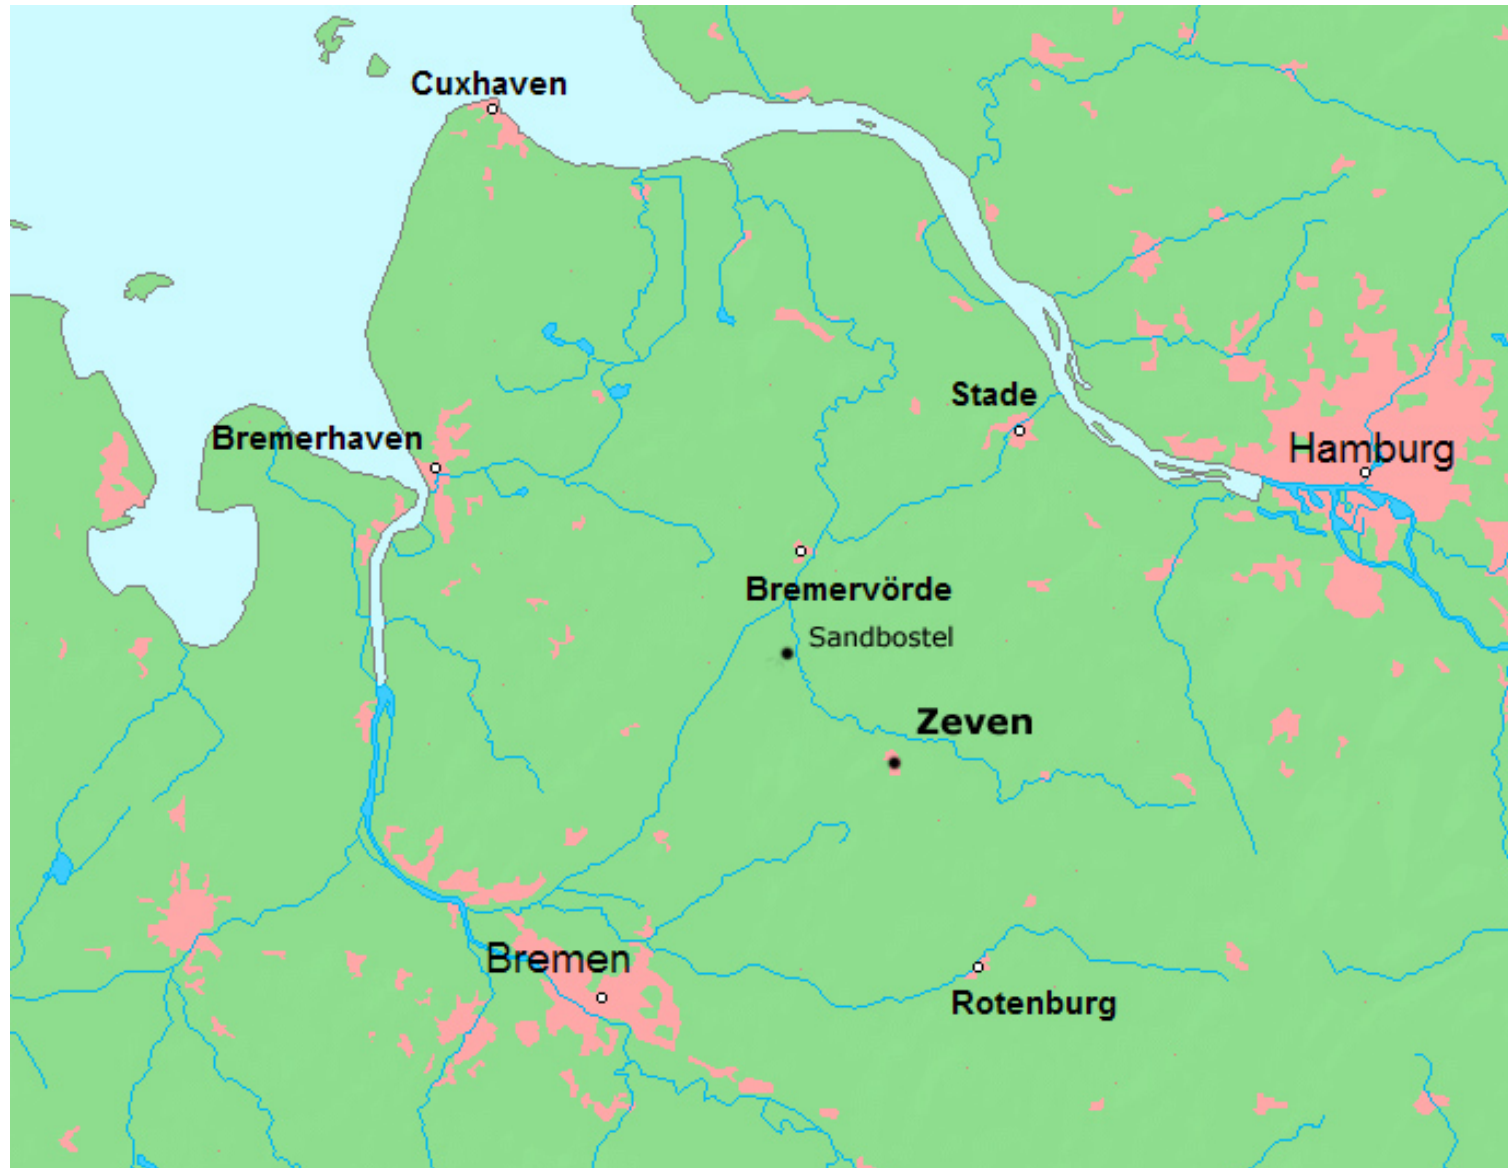 Cuxhaven
Stade
Bremerhaven
Hamburg
Bremervörde
Sandbostel
Zeven
Bremen
Rotenburg